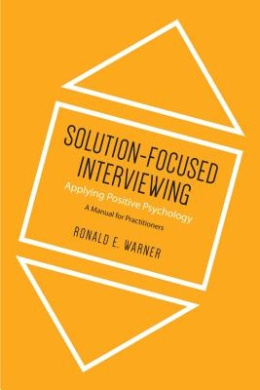 SOLUTION-FOCUSED
INTERVIEWING
Applying Positive Psychology
A Manual for Practitioners
RONALD E. WARNER